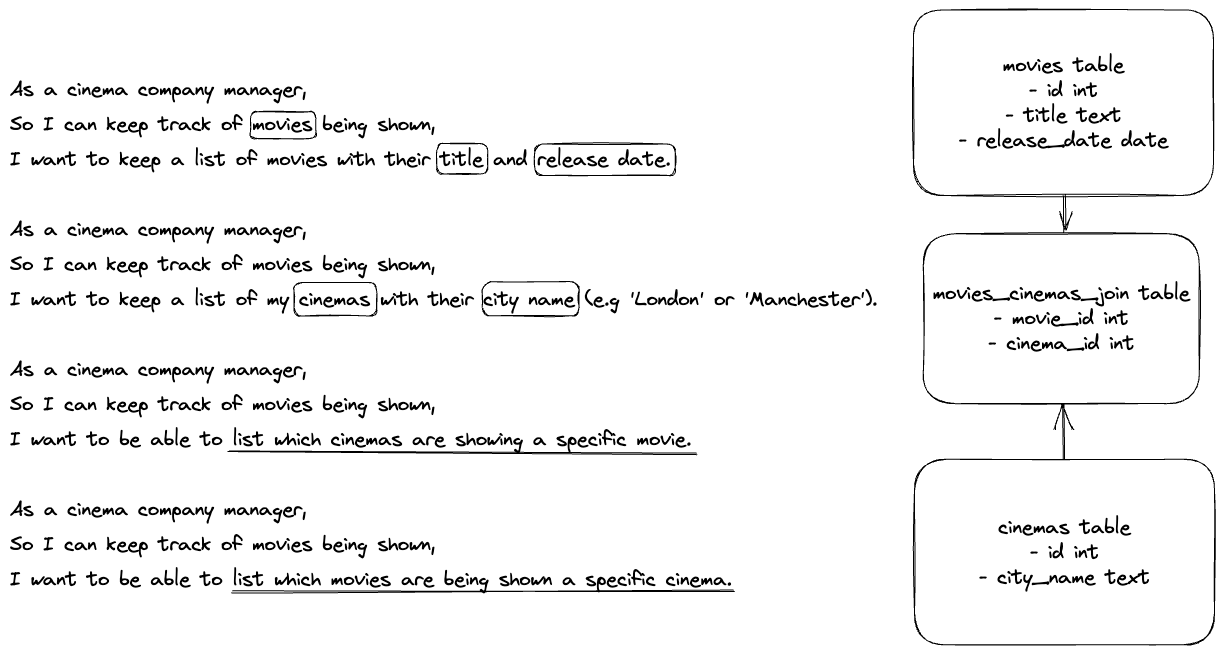 As a cinema company manager,
So I can keep track of movies being shown,
I want to keep a list of movies with their title and release date.
As a cinema company manager,
So I can keep track of movies being shown,
I want to keep a list of my cinemas with their city name (e.g 'London' or 'Manchester').
As a cinema company manager,
So I can keep track of movies being shown,
I want to be able to list which cinemas are showing a specific movie.
As a cinema company manager,
So I can keep track of movies being shown,
I want to be able to list which movies are being shown a specific cinema.
movies table
- id int
- title text
- release_date date
movies_cinemas_join table
- movie_id int
- cinema_id int
cinemas table
- id int
- city_name text